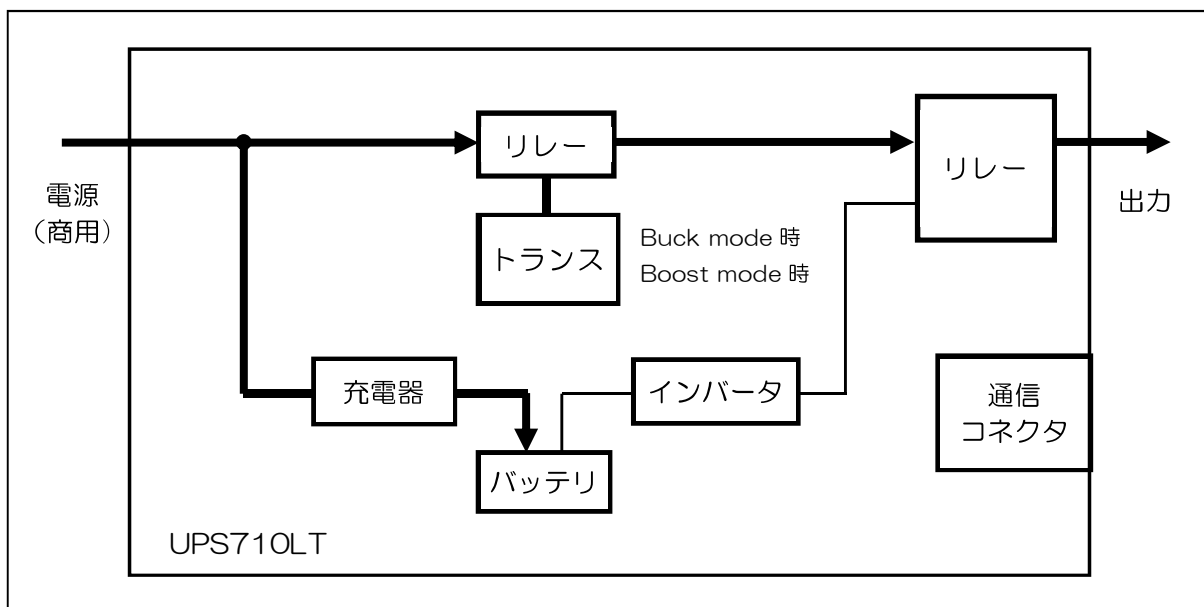 リレー
リレー
電源
（商用）
出力
トランス
Buck mode 時
Boost mode 時
充電器
インバータ
通信
コネクタ
バッテリ
UPS710LT